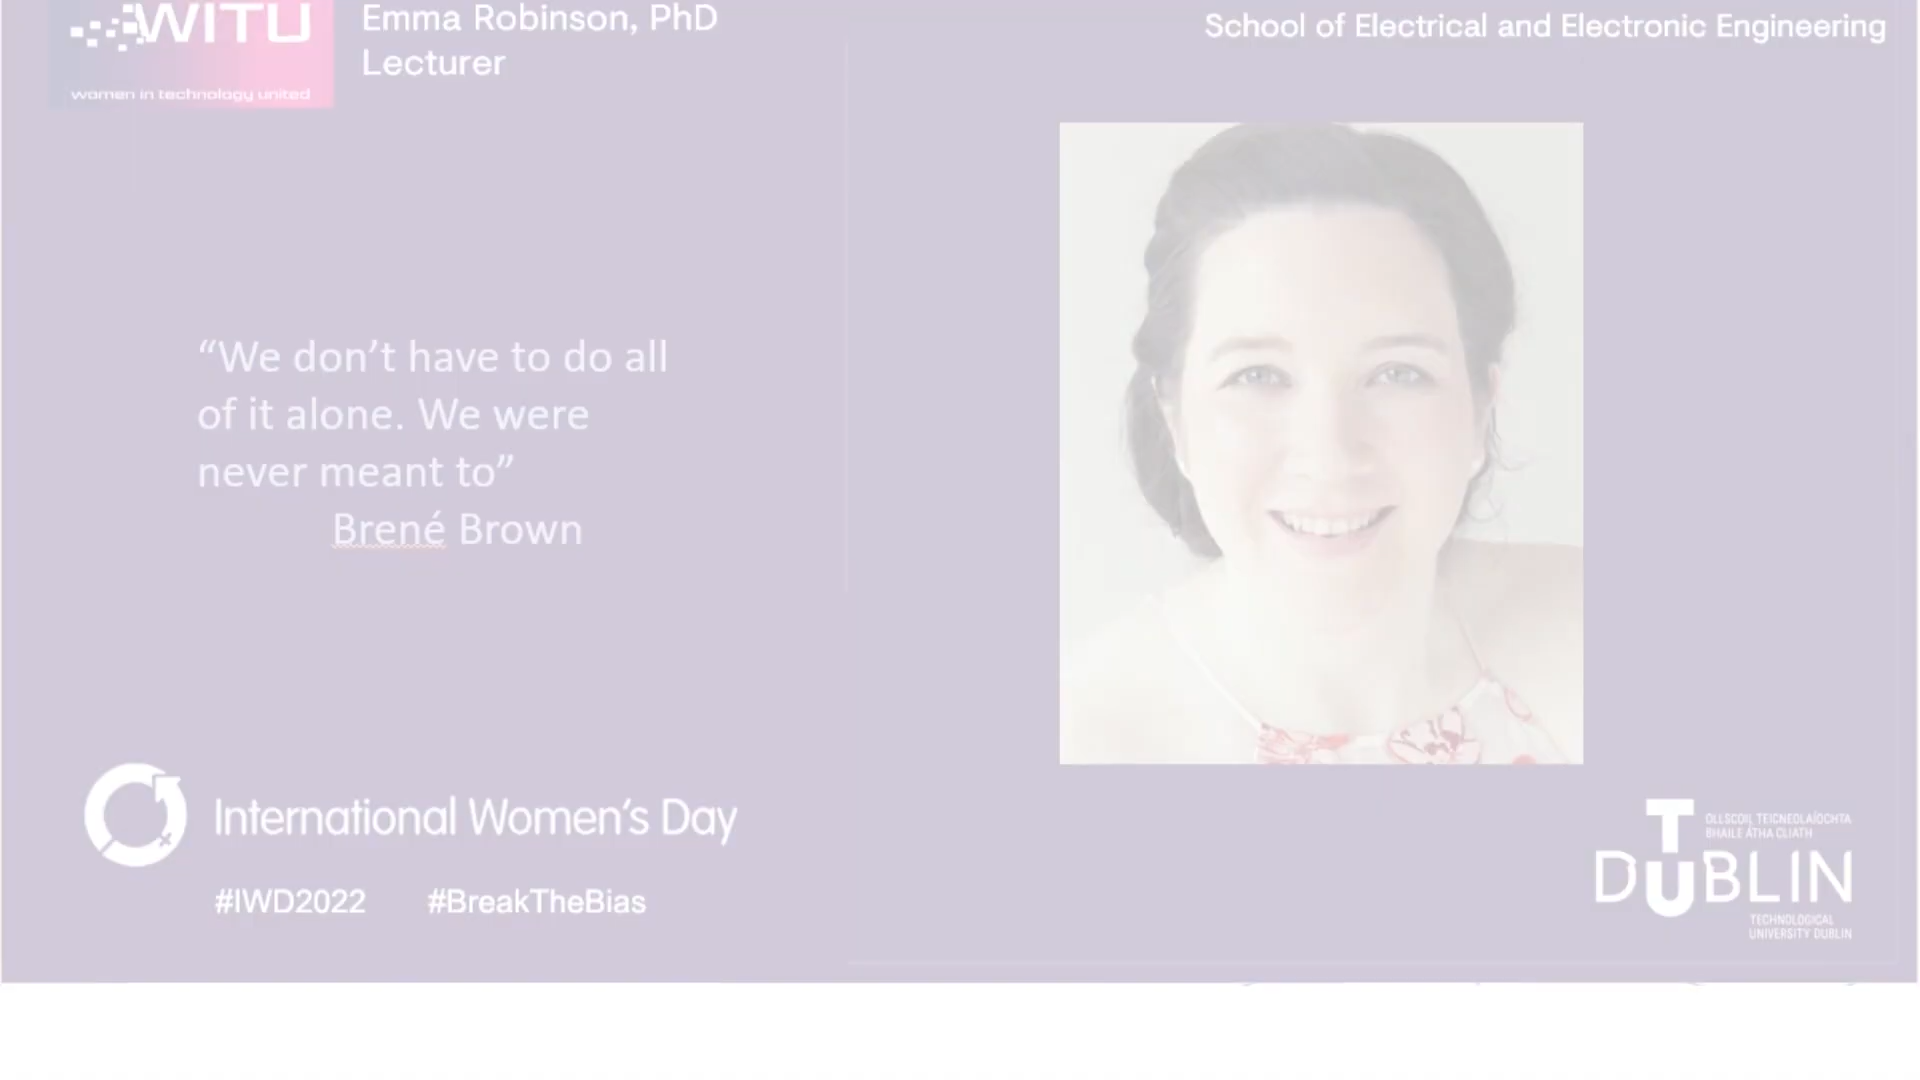 WITU
women in technology united
Emma Robinson, PhD
Lecturer
School of Electrical and Electronic Engineering
“We don’t have to do all
of it alone. We were
never meant to”
Brené Brown
International Women’s Day
#IWD2022 #BreakTheBias
OLLSCOIL TEICNEOLAÍOCHTA
BHAILE ÁTHA CLIATH
TU DUBLIN
TECHNOLOGICAL
UNIVERSITY DUBLIN